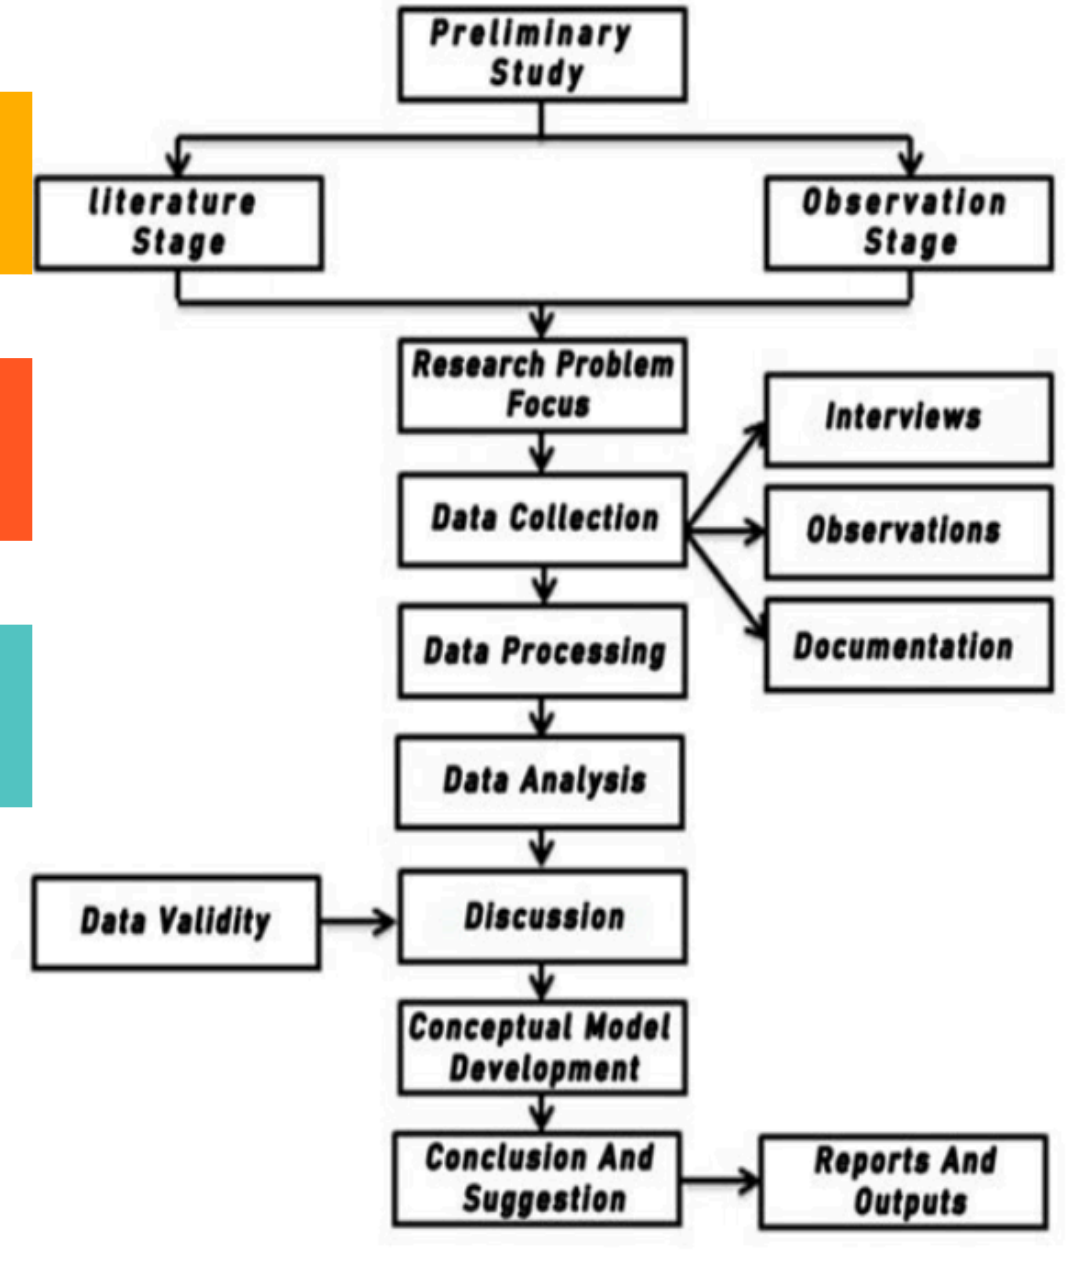 Preliminary
Study
literature
Stage
Observation
Stage
Research Problem
Focus
Interviews
Data Collection
Observations
Documentation
Data Processing
Data Analysis
Data Validity
Discussion
Conceptual Model
Development
Conclusion And
Suggestion
Reports And
Outputs